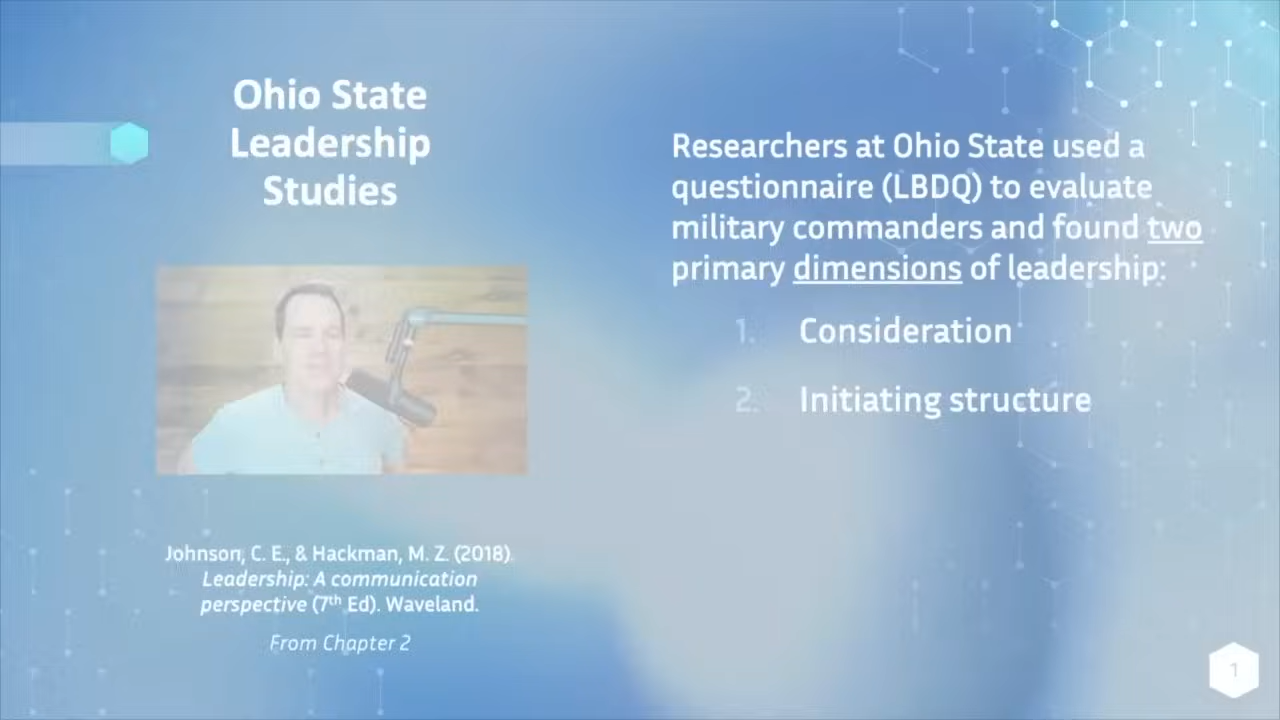 Ohio State
Leadership
Studies
Researchers at Ohio State used a
questionnaire (LBDQ) to evaluate
military commanders and found two
primary dimensions of leadership:
1. Consideration
2. Initiating structure
Johnson, C. E., & Hackman, M. Z. (2018).
Leadership: A communication
perspective (7th Ed). Waveland.
From Chapter 2
1